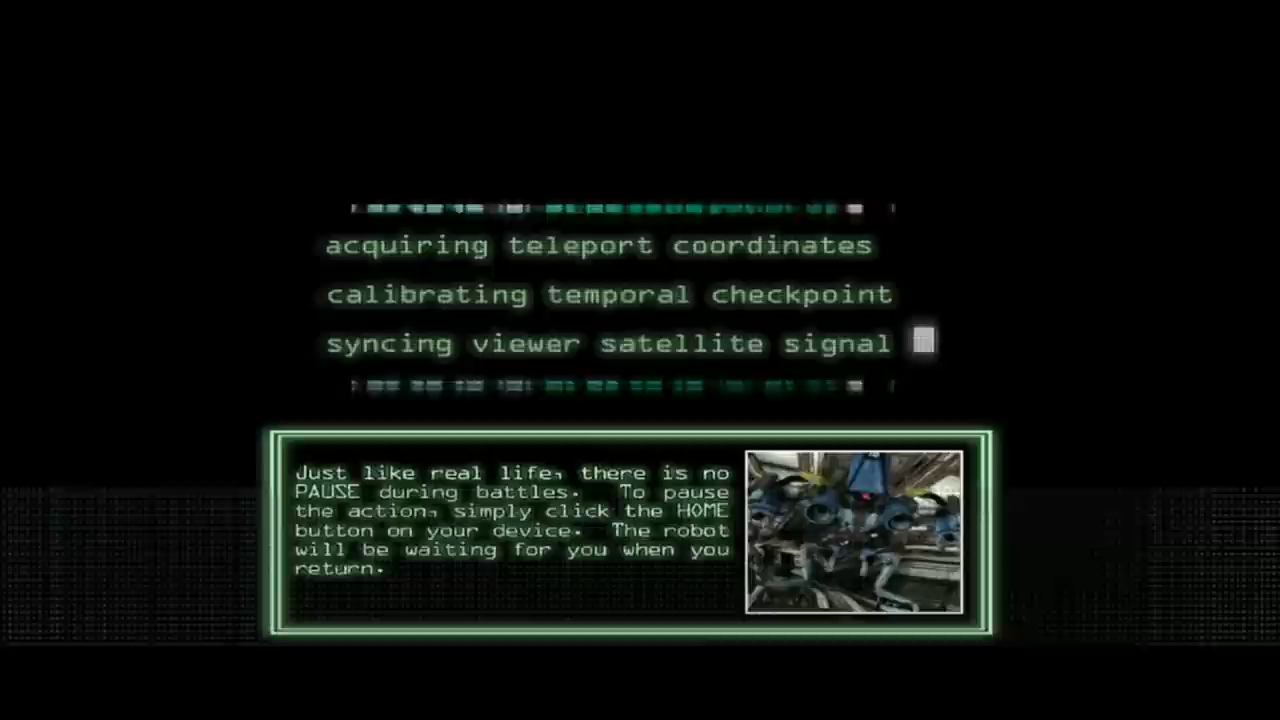 acquiring teleport coordinates
calibrating temporal checkpoint
syncing viewer satellite signal
Just like real life, there is no
PAUSE during battles. To pause
the action, simply click the HOME
button on your device. The robot
will be waiting for you when you
return.